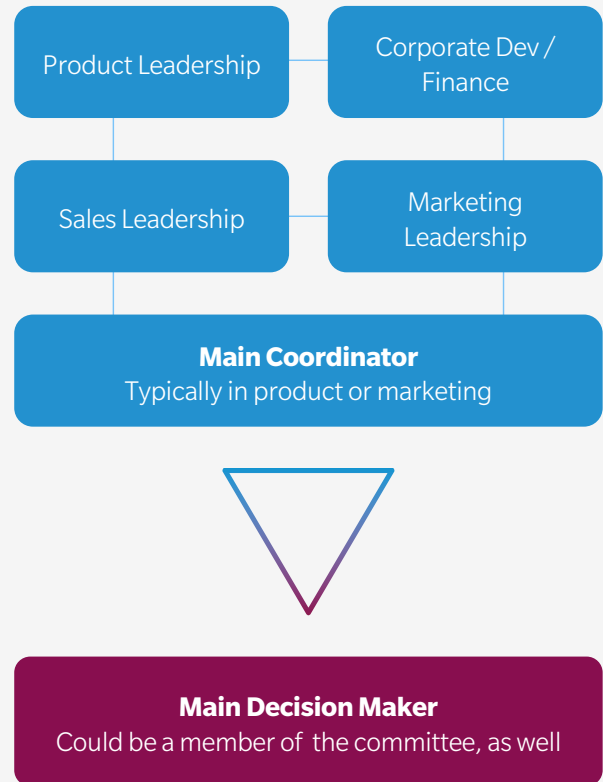 Product Leadership
Corporate Dev /
Finance
Sales Leadership
Marketing
Leadership
Main Coordinator
Typically in product or marketing
Main Decision Maker
Could be a member of the committee, as well